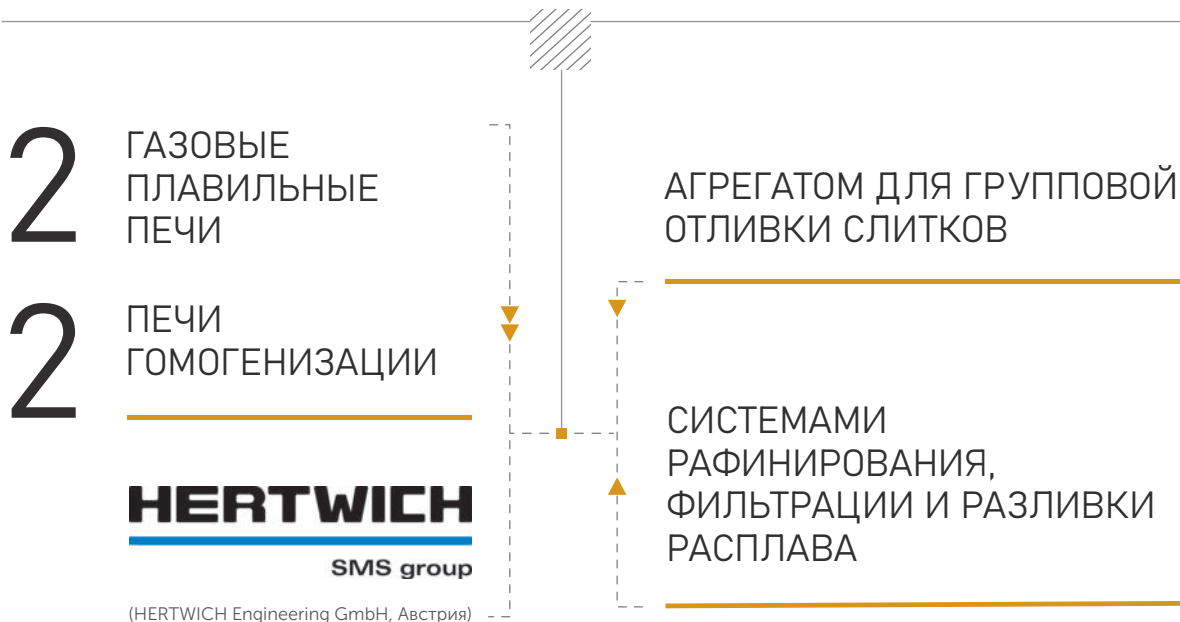 2
ГАЗОВЫЕ
ПЛАВИЛЬНЫЕ
ПЕЧИ
2
ПЕЧИ
ГОМОГЕНИЗАЦИИ
HERTWICH
SMS group
(HERTWICH Engineering GmbH, Австрия)
АГРЕГАТОМ ДЛЯ ГРУППОВОЙ
ОТЛИВКИ СЛИТКОВ
СИСТЕМАМИ
РАФИНИРОВАНИЯ,
ФИЛЬТРАЦИИ И РАЗЛИВКИ
РАСПЛАВА